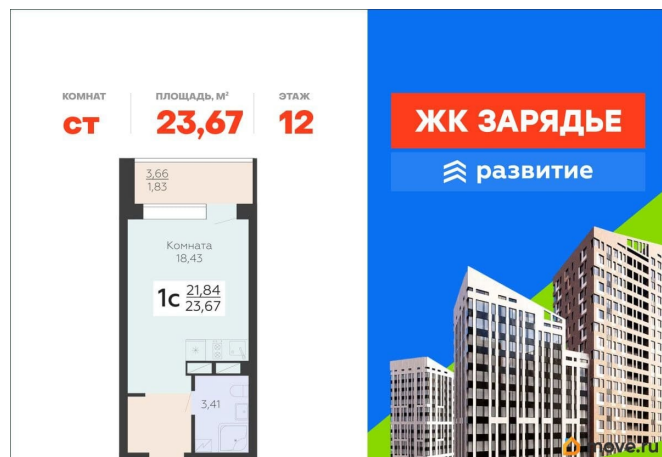 КОМНАТ
ПЛОЩАДЬ, М²
ЭТАЖ
СТ
23,67
12
ЖК ЗАРЯДЬЕ
развитие
3,66
1,83
Комната
18,43
1с
21,84
23,67
3,41
move.ru